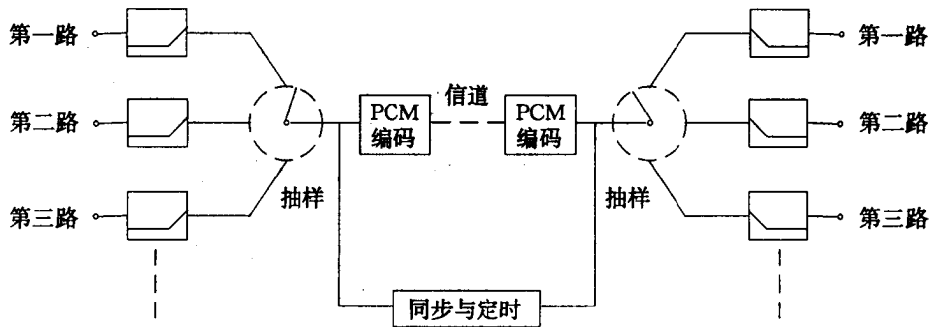 第一路
第二路
第三路
抽样
PCM
编码
信道
PCM
编码
抽样
同步与定时
第一路
第二路
第三路